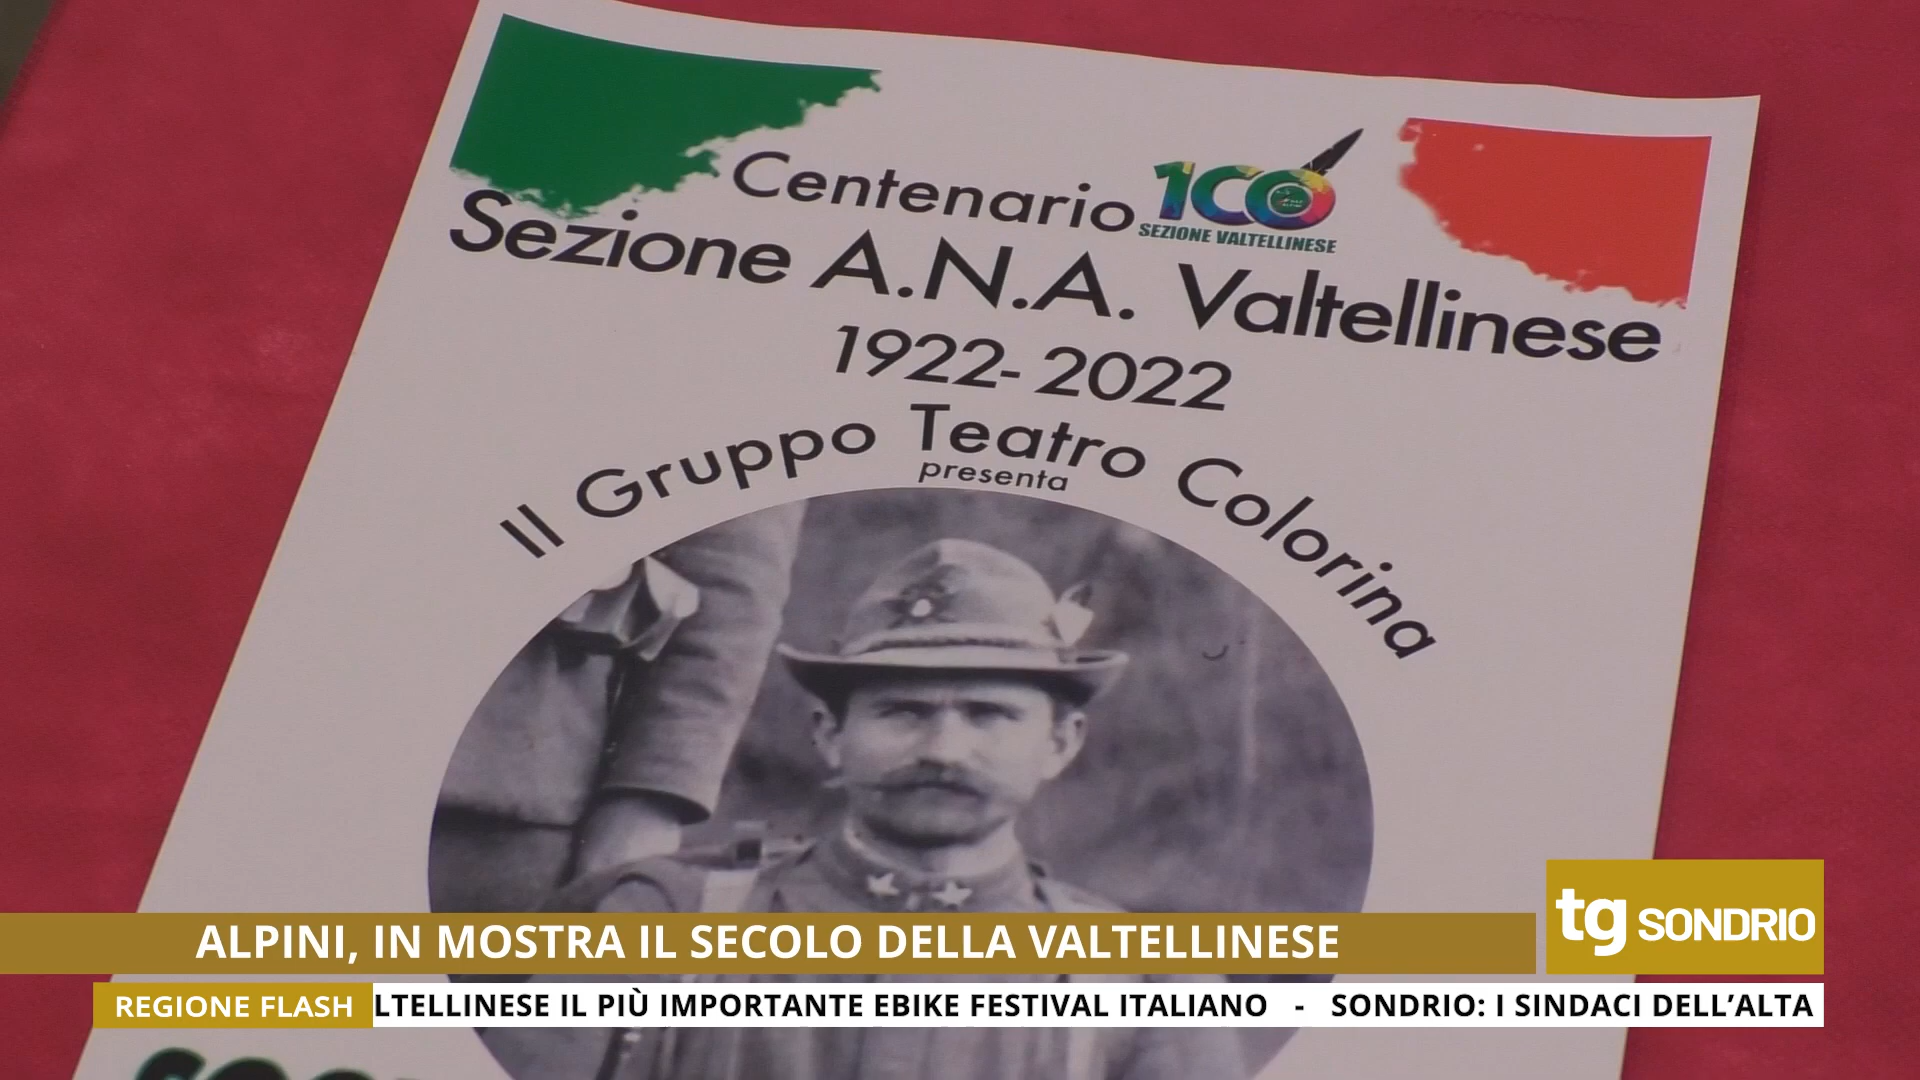 Centenario 100
SEZIONE VALTELLINESE
Sezione A.N.A. Valtellinese
1922-2022
Il Gruppo Teatro Colorina
presenta
ALPINI, IN MOSTRA IL SECOLO DELLA VALTELLINESE
tg SONDRIO
REGIONE FLASH LTELLINESE IL PIÙ IMPORTANTE EBIKE FESTIVAL ITALIANO - SONDRIO: I SINDACI DELL’ALTA